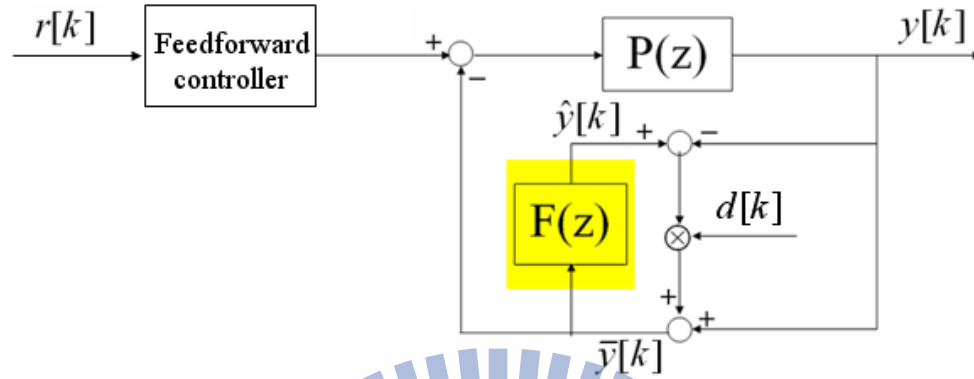 r[k]
Feedforward
controller
+
−
P(z)
y[k]
ŷ[k]
+
−
F(z)
d[k]
+
+
ȳ[k]